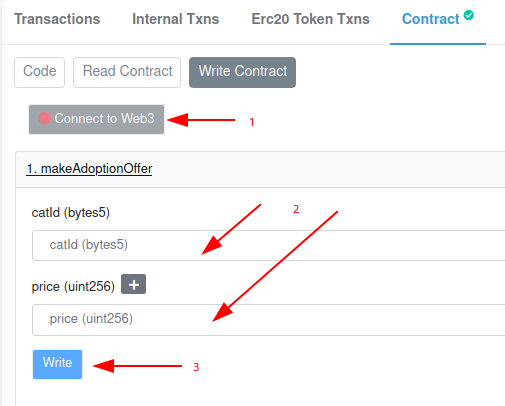 Transactions Internal Txns Erc20 Token Txns Contract
Code Read Contract Write Contract
Connect to Web3 1
1. makeAdoptionOffer
catId (bytes5) 2
catId (bytes5)
price (uint256) +
price (uint256)
Write 3